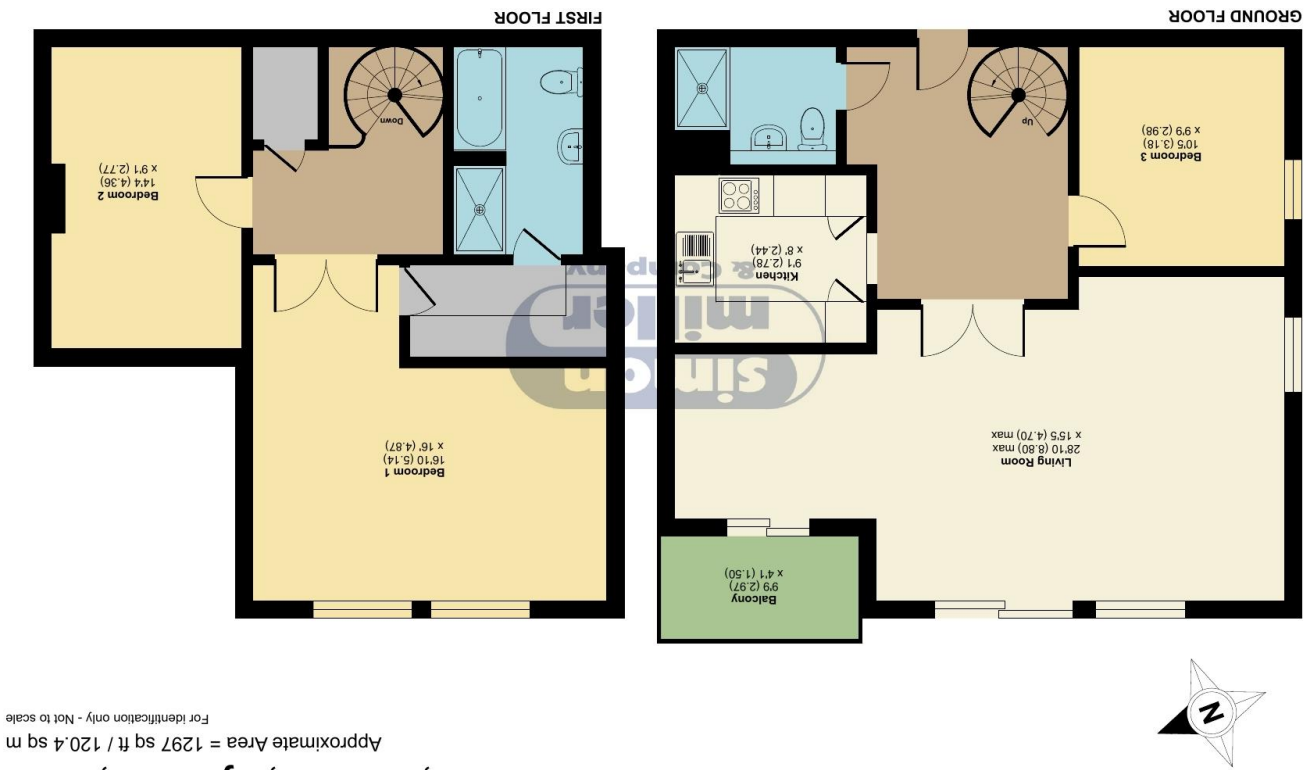 Approximate Area = 1297 sq ft / 120.4 sq m
For identification only - Not to scale
N
Balcony
9'9 (2.97)
x 4'1 (1.50)
Living Room
28'10 (8.80) max
x 15'5 (4.70) max
Kitchen
9'1 (2.78)
x 8' (2.44)
Bedroom 3
10'5 (3.18)
x 9'9 (2.98)
Up
GROUND FLOOR
Bedroom 1
16'10 (5.14)
x 16' (4.87)
Bedroom 2
14'4 (4.36)
x 9'1 (2.77)
Down
FIRST FLOOR
simon
miller
& company